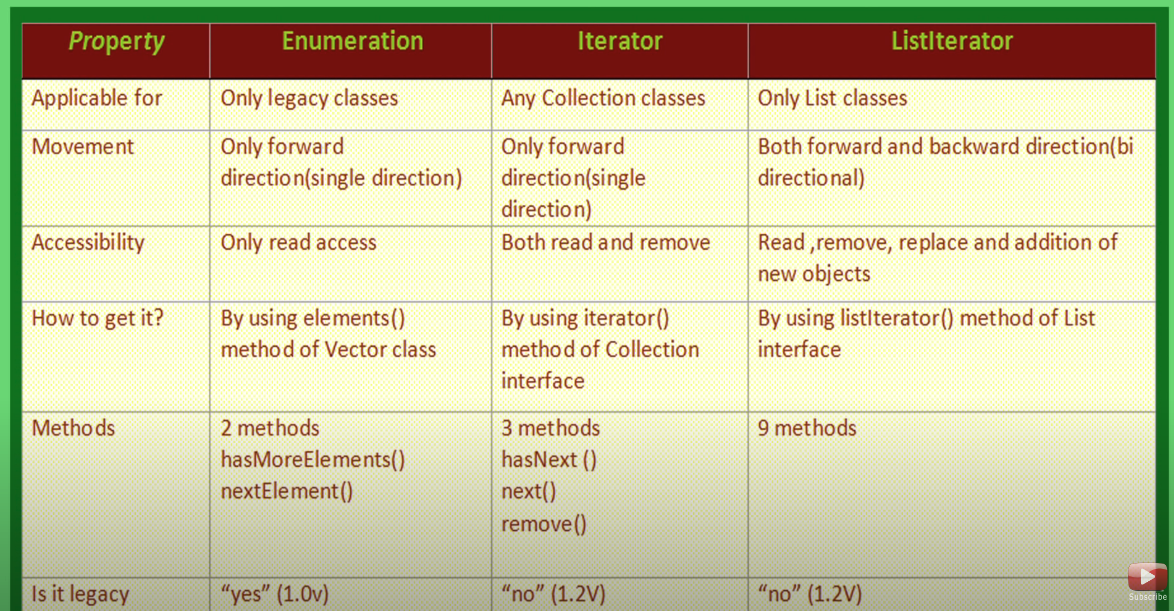 Property Enumeration Iterator ListIterator
Applicable for Only legacy classes Any Collection classes Only List classes
Movement Only forward Only forward Both forward and backward direction(bi
direction(single direction) direction(single directional)
direction)
Accessibility Only read access Both read and remove Read ,remove, replace and addition of
new objects
How to get it? By using elements() By using iterator() By using listIterator() method of List
method of Vector class method of Collection interface
interface
Methods 2 methods 3 methods 9 methods
hasMoreElements() hasNext ()
nextElement() next()
remove()
Is it legacy “yes” (1.0v) “no” (1.2V) “no” (1.2V)
Subscribe